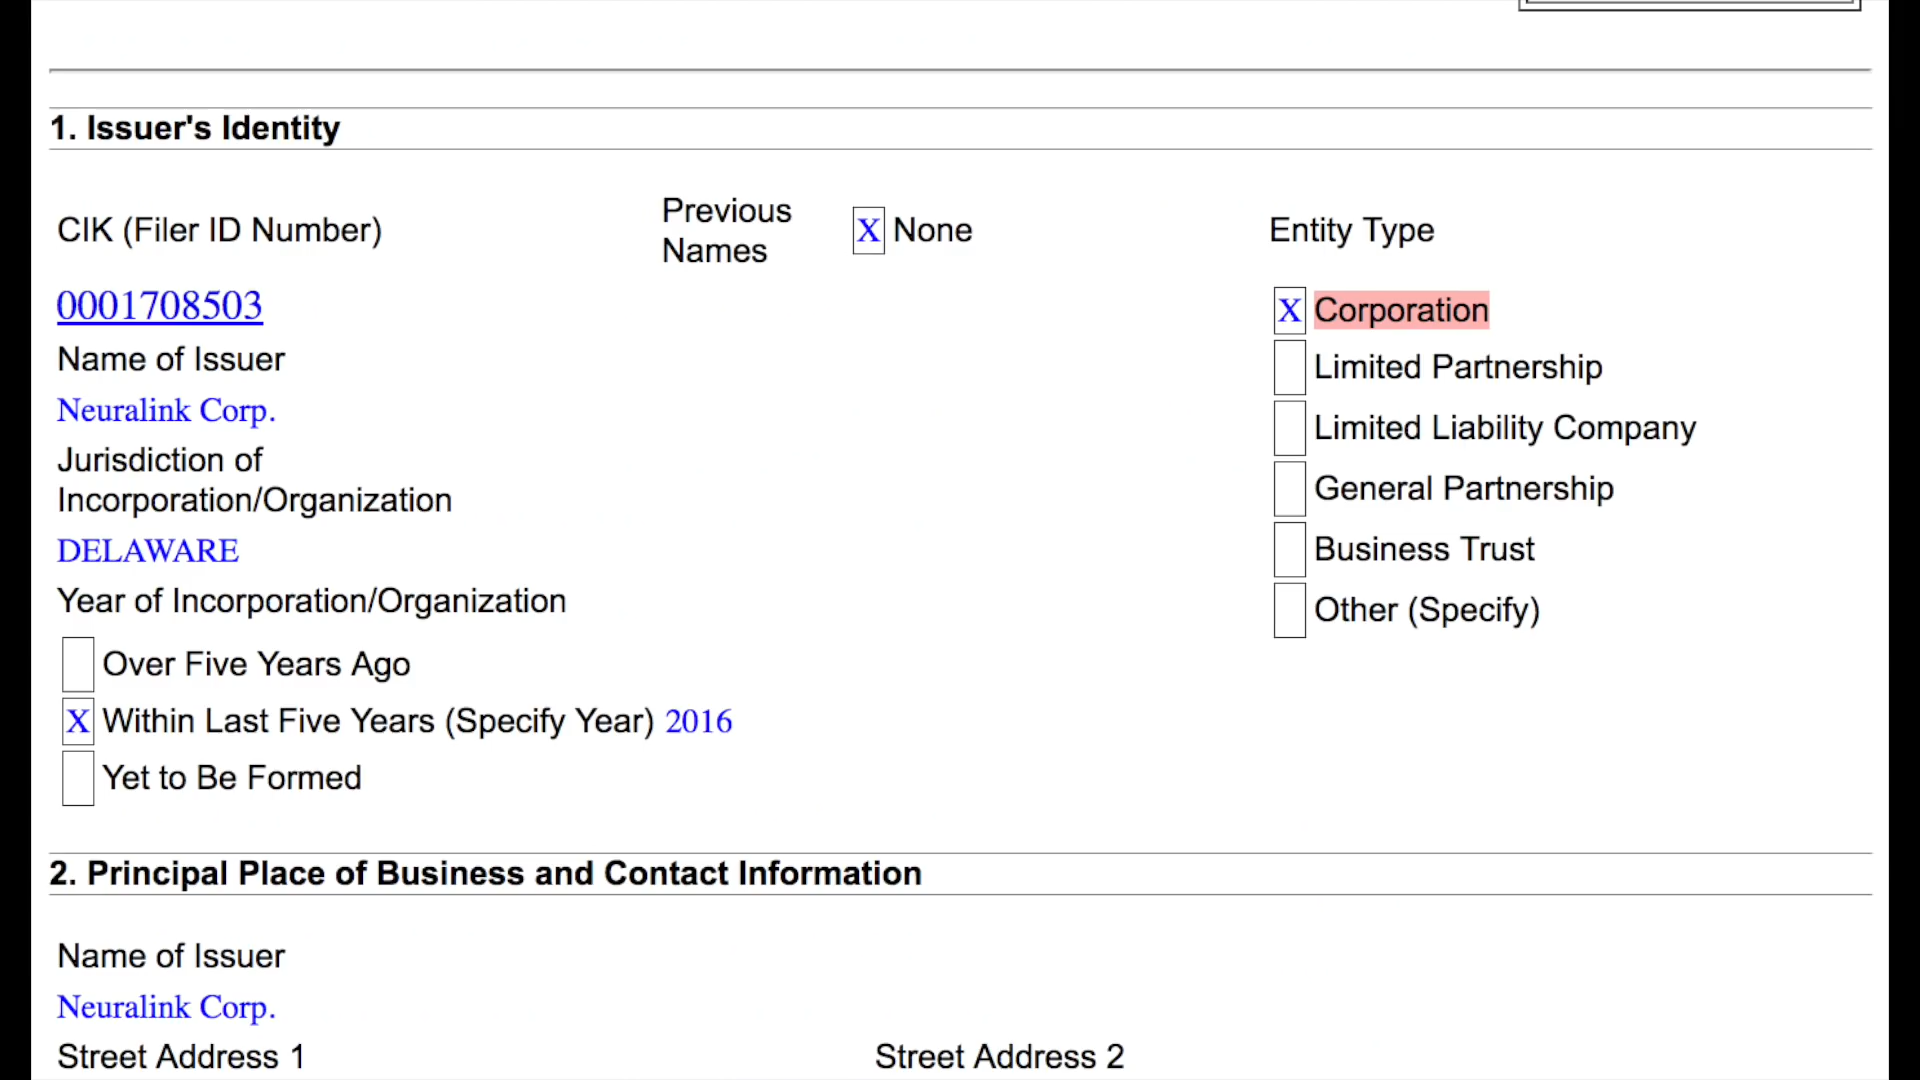 1. Issuer's Identity
CIK (Filer ID Number)
Previous
Names
X None
Entity Type
0001708503
Name of Issuer
Neuralink Corp.
Jurisdiction of
Incorporation/Organization
DELAWARE
Year of Incorporation/Organization
Over Five Years Ago
X Within Last Five Years (Specify Year) 2016
Yet to Be Formed
X Corporation
Limited Partnership
Limited Liability Company
General Partnership
Business Trust
Other (Specify)
2. Principal Place of Business and Contact Information
Name of Issuer
Neuralink Corp.
Street Address 1
Street Address 2